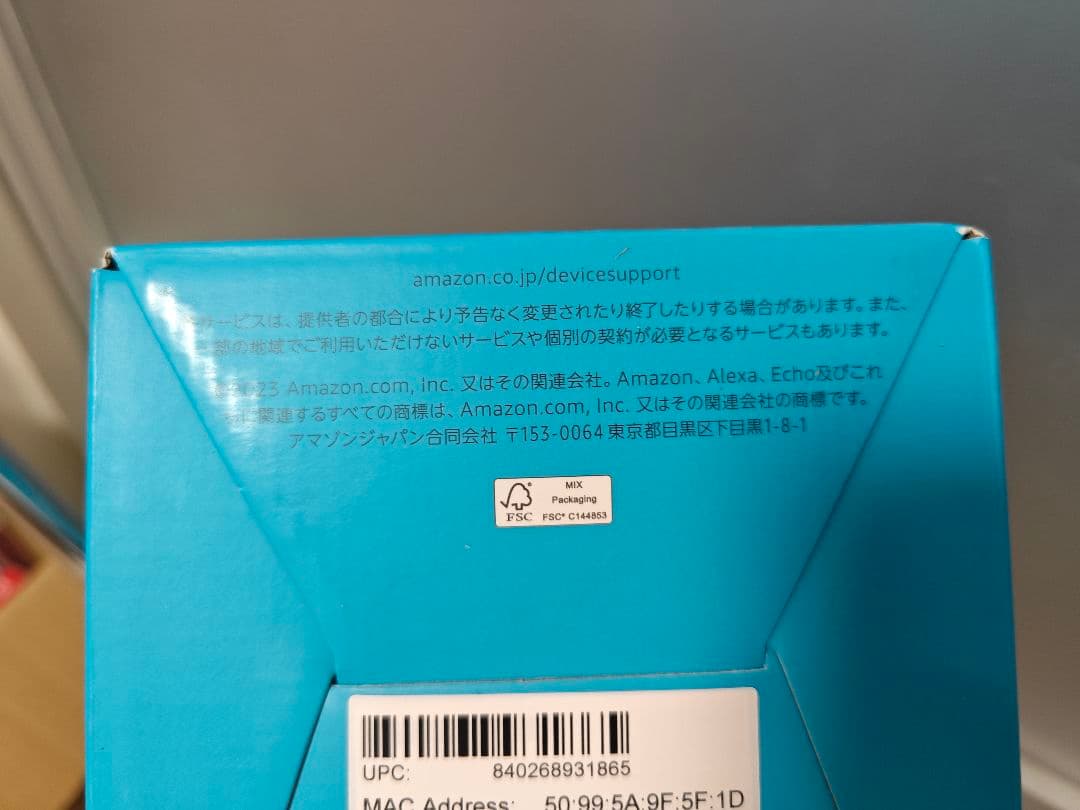 amazon.co.jp/devicesupport
サービスは、提供者の都合により予告なく変更されたり終了したりする場合があります。また、
部の地域でご利用いただけないサービスや個別の契約が必要となるサービスもあります。
23 Amazon.com, Inc. 又はその関連会社。Amazon、Alexa、Echo及びこれ
に関連するすべての商標は、Amazon.com, Inc. 又はその関連会社の商標です。
アマゾンジャパン合同会社 〒153-0064 東京都目黒区下目黒1-8-1
FSC
MIX
Packaging
FSC® C144853
UPC: 840268931865
MAC Address: 50:99:5A:9F:5F:1D